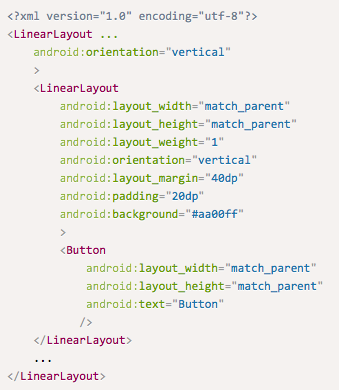 <?xml version="1.0" encoding="utf-8"?>
<LinearLayout ...
    android:orientation="vertical"
    >
    <LinearLayout
        android:layout_width="match_parent"
        android:layout_height="match_parent"
        android:layout_weight="1"
        android:orientation="vertical"
        android:layout_margin="40dp"
        android:padding="20dp"
        android:background="#aa00ff"
        >
        <Button
            android:layout_width="match_parent"
            android:layout_height="match_parent"
            android:text="Button"
           />
    </LinearLayout>
    ...
</LinearLayout>